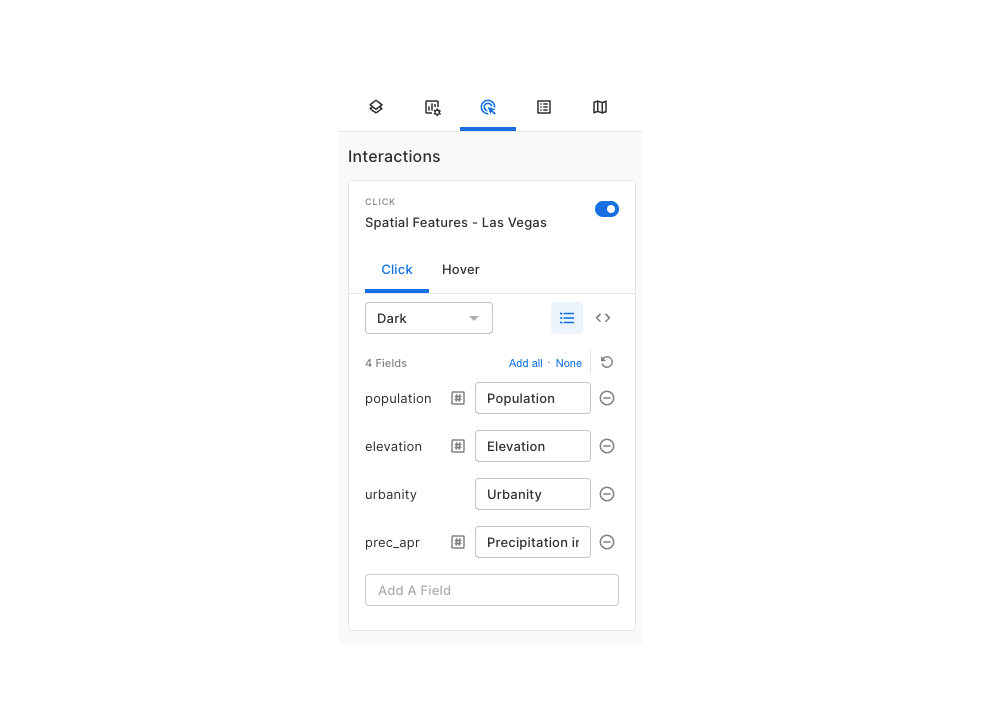 Interactions
CLICK
Spatial Features - Las Vegas
Click Hover
Dark
4 Fields Add all · None
population Population
elevation Elevation
urbanity Urbanity
prec_apr Precipitation in
Add A Field